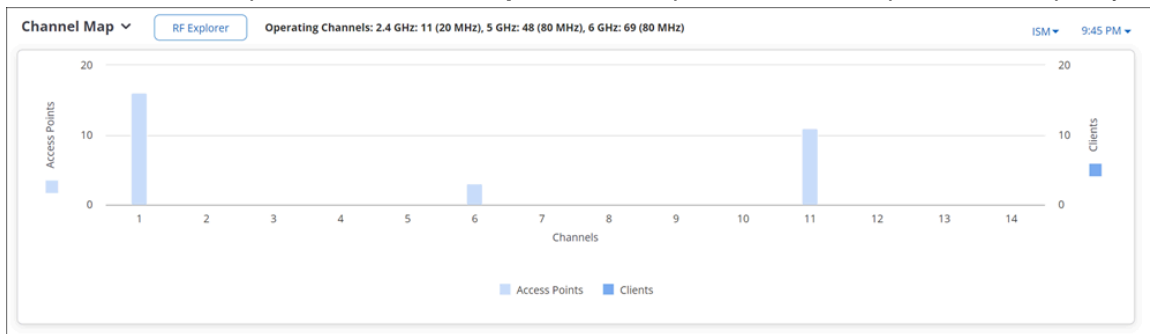 Channel Map RF Explorer Operating Channels: 2.4 GHz: 11 (20 MHz), 5 GHz: 48 (80 MHz), 6 GHz: 69 (80 MHz) ISM 9:45 PM
20 20
Access Points
10 10
Clients
0 0
1 2 3 4 5 6 7 8 9 10 11 12 13 14
Channels
Access Points Clients